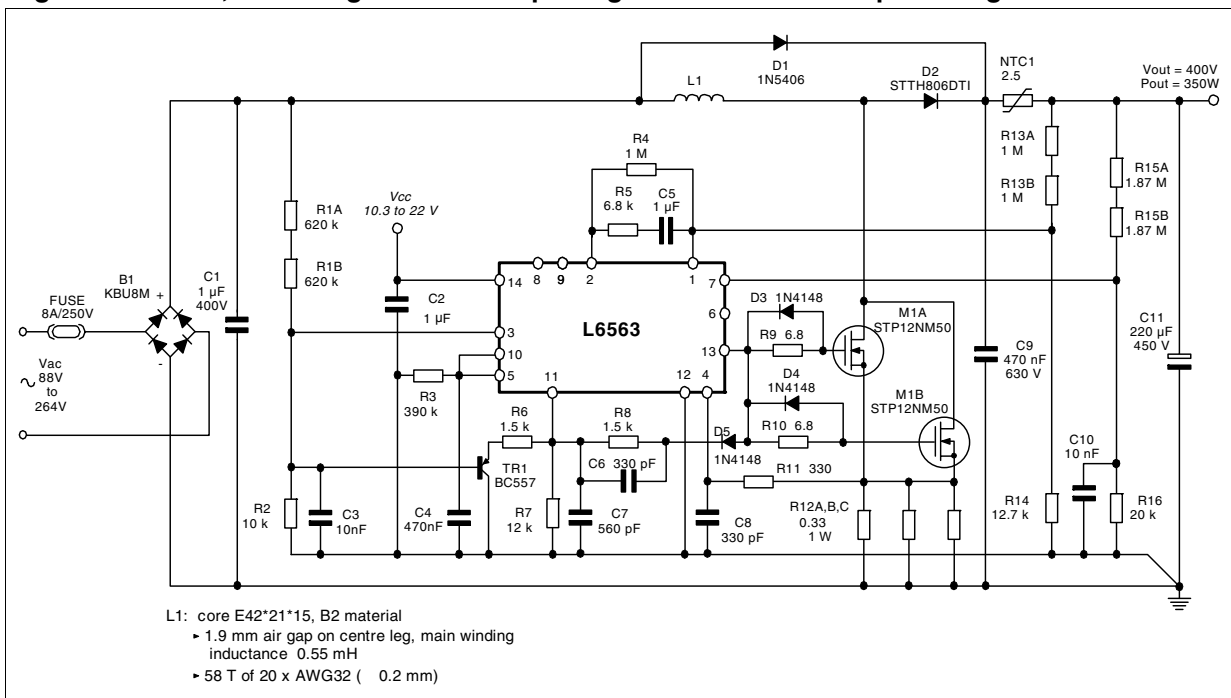 D1
1N5406
L1
D2
STTH806DTI
NTC1
2.5
Vout = 400V
Pout = 350W
R4
1 M
R5
6.8 k
C5
1 µF
R13A
1 M
R13B
1 M
R15A
1.87 M
R15B
1.87 M
Vcc
10.3 to 22 V
R1A
620 k
R1B
620 k
B1
KBU8M
+
-
C1
1 µF
400V
FUSE
8A/250V
Vac
88V
to
264V
C2
1 µF
14
8
9
2
1
7
3
6
10
13
5
11
12
4
L6563
D3
1N4148
R9 6.8
M1A
STP12NM50
D4
1N4148
M1B
STP12NM50
R10 6.8
C9
470 nF
630 V
C11
220 µF
450 V
R3
390 k
R6
1.5 k
R8
1.5 k
D5
1N4148
C6 330 pF
TR1
BC557
R11 330
C10
10 nF
R2
10 k
C3
10nF
C4
470nF
R7
12 k
C7
560 pF
C8
330 pF
R12A,B,C
0.33
1 W
R14
12.7 k
R16
20 k
L1: core E42*21*15, B2 material
► 1.9 mm air gap on centre leg, main winding
inductance 0.55 mH
► 58 T of 20 x AWG32 ( 0.2 mm)